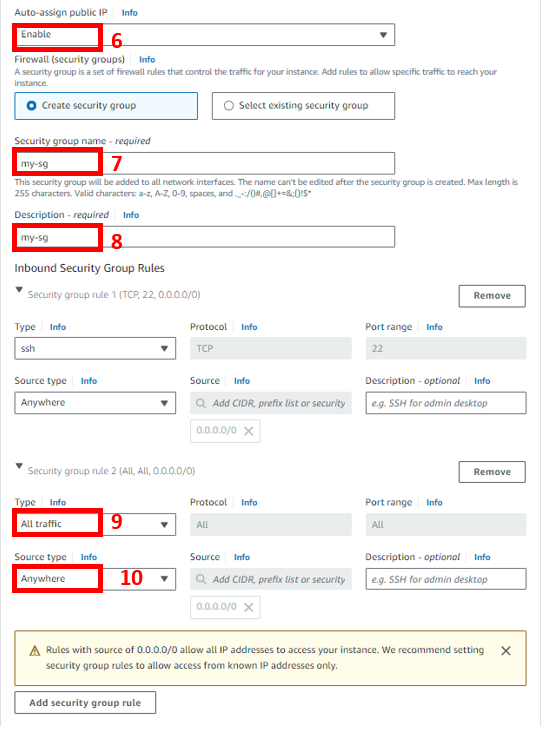 Auto-assign public IP Info
Enable 6
Firewall (security groups) Info
A security group is a set of firewall rules that control the traffic for your instance. Add rules to allow specific traffic to reach your
instance.
Create security group Select existing security group
Security group name - required
my-sg 7
This security group will be added to all network interfaces. The name can't be edited after the security group is created. Max length is
255 characters. Valid characters: a-z, A-Z, 0-9, spaces, and ._-:/()#,@[]+=&;{}!$*
Description - required Info
my-sg 8
Inbound Security Group Rules
Security group rule 1 (TCP, 22, 0.0.0.0/0) Remove
Type Info Protocol Info Port range Info
ssh TCP 22
Source type Info Source Info Description - optional Info
Anywhere Add CIDR, prefix list or security e.g. SSH for admin desktop
0.0.0.0/0
Security group rule 2 (All, All, 0.0.0.0/0) Remove
Type Info Protocol Info Port range Info
All traffic 9 All All
Source type Info Source Info Description - optional Info
Anywhere 10 Add CIDR, prefix list or security e.g. SSH for admin desktop
0.0.0.0/0
Rules with source of 0.0.0.0/0 allow all IP addresses to access your instance. We recommend setting
security group rules to allow access from known IP addresses only.
Add security group rule